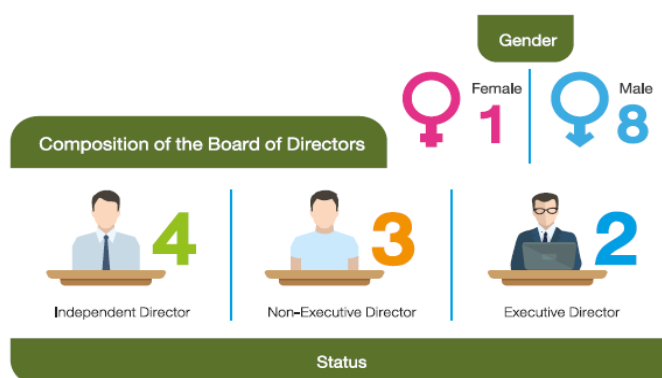 Gender
Female
1
Male
8
Composition of the Board of Directors
4
3
2
Independent Director
Non-Executive Director
Executive Director
Status